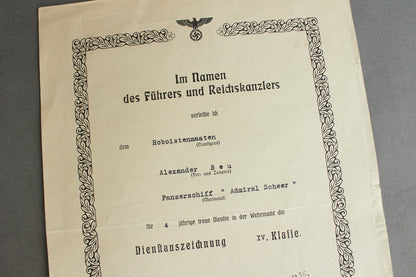 Im Namen
des Führers und Reichskanzlers
verleihe ich
dem Hoboistenmaaten
(Dienstgrad)
Alexander Beu
(Vor- und Zuname)
Panzerschiff " Admiral Scheer "
(Marineteil)
für 4 jährige treue Dienste in der Wehrmacht die
Dienstauszeichnung IV. Klasse.